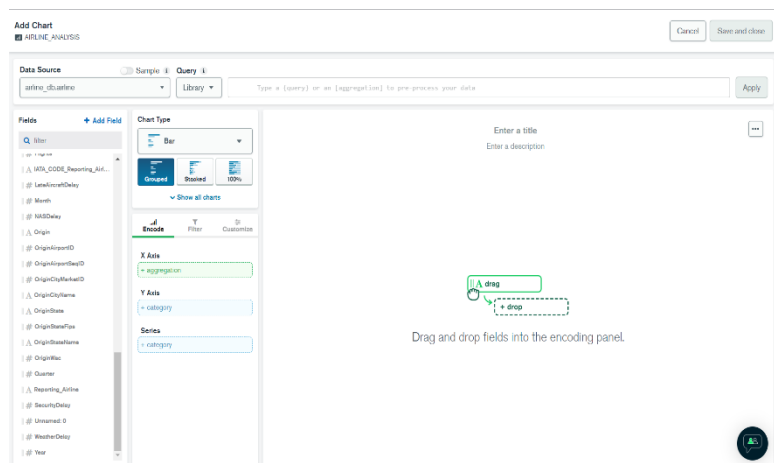 Add Chart
AIRLINE_ANALYSIS
Cancel
Save and close
Data Source
Sample
Query
airline_db.airline
Library
Type a {query} or an [aggregation] to pre-process your data
Apply
Fields
+ Add Field
filter
# Flights
A IATA_CODE_Reporting_Airl...
# LateAircraftDelay
# Month
# NASDelay
A Origin
# OriginAirportID
# OriginAirportSeqID
# OriginCityMarketID
A OriginCityName
A OriginState
# OriginStateFips
A OriginStateName
# OriginWac
# Quarter
A Reporting_Airline
# SecurityDelay
# Unnamed: 0
# WeatherDelay
# Year
Chart Type
Bar
Grouped
Stacked
100%
Show all charts
Encode
Filter
Customize
X Axis
+ aggregation
Y Axis
+ category
Series
+ category
Enter a title
Enter a description
...
A drag
+ drop
Drag and drop fields into the encoding panel.